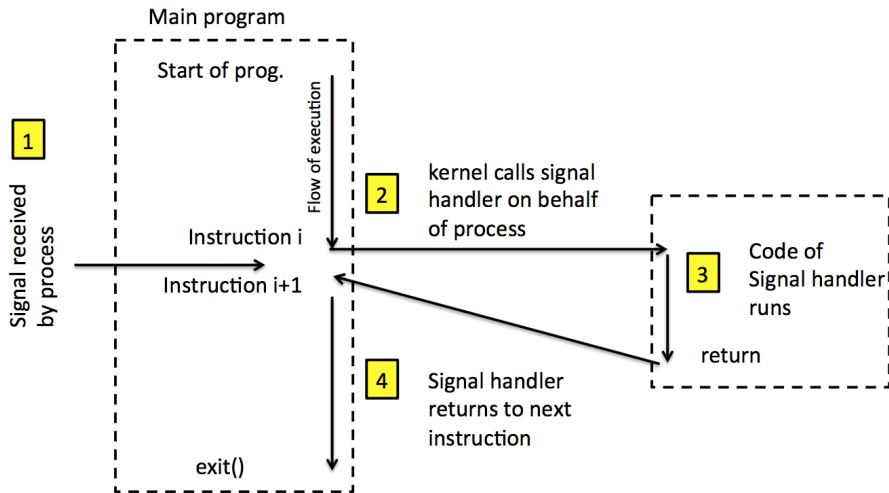 Main program
Start of prog.
1
Signal received
by process
Flow of execution
2
kernel calls signal
handler on behalf
of process
Instruction i
Instruction i+1
3
Code of
Signal handler
runs
return
4
Signal handler
returns to next
instruction
exit()